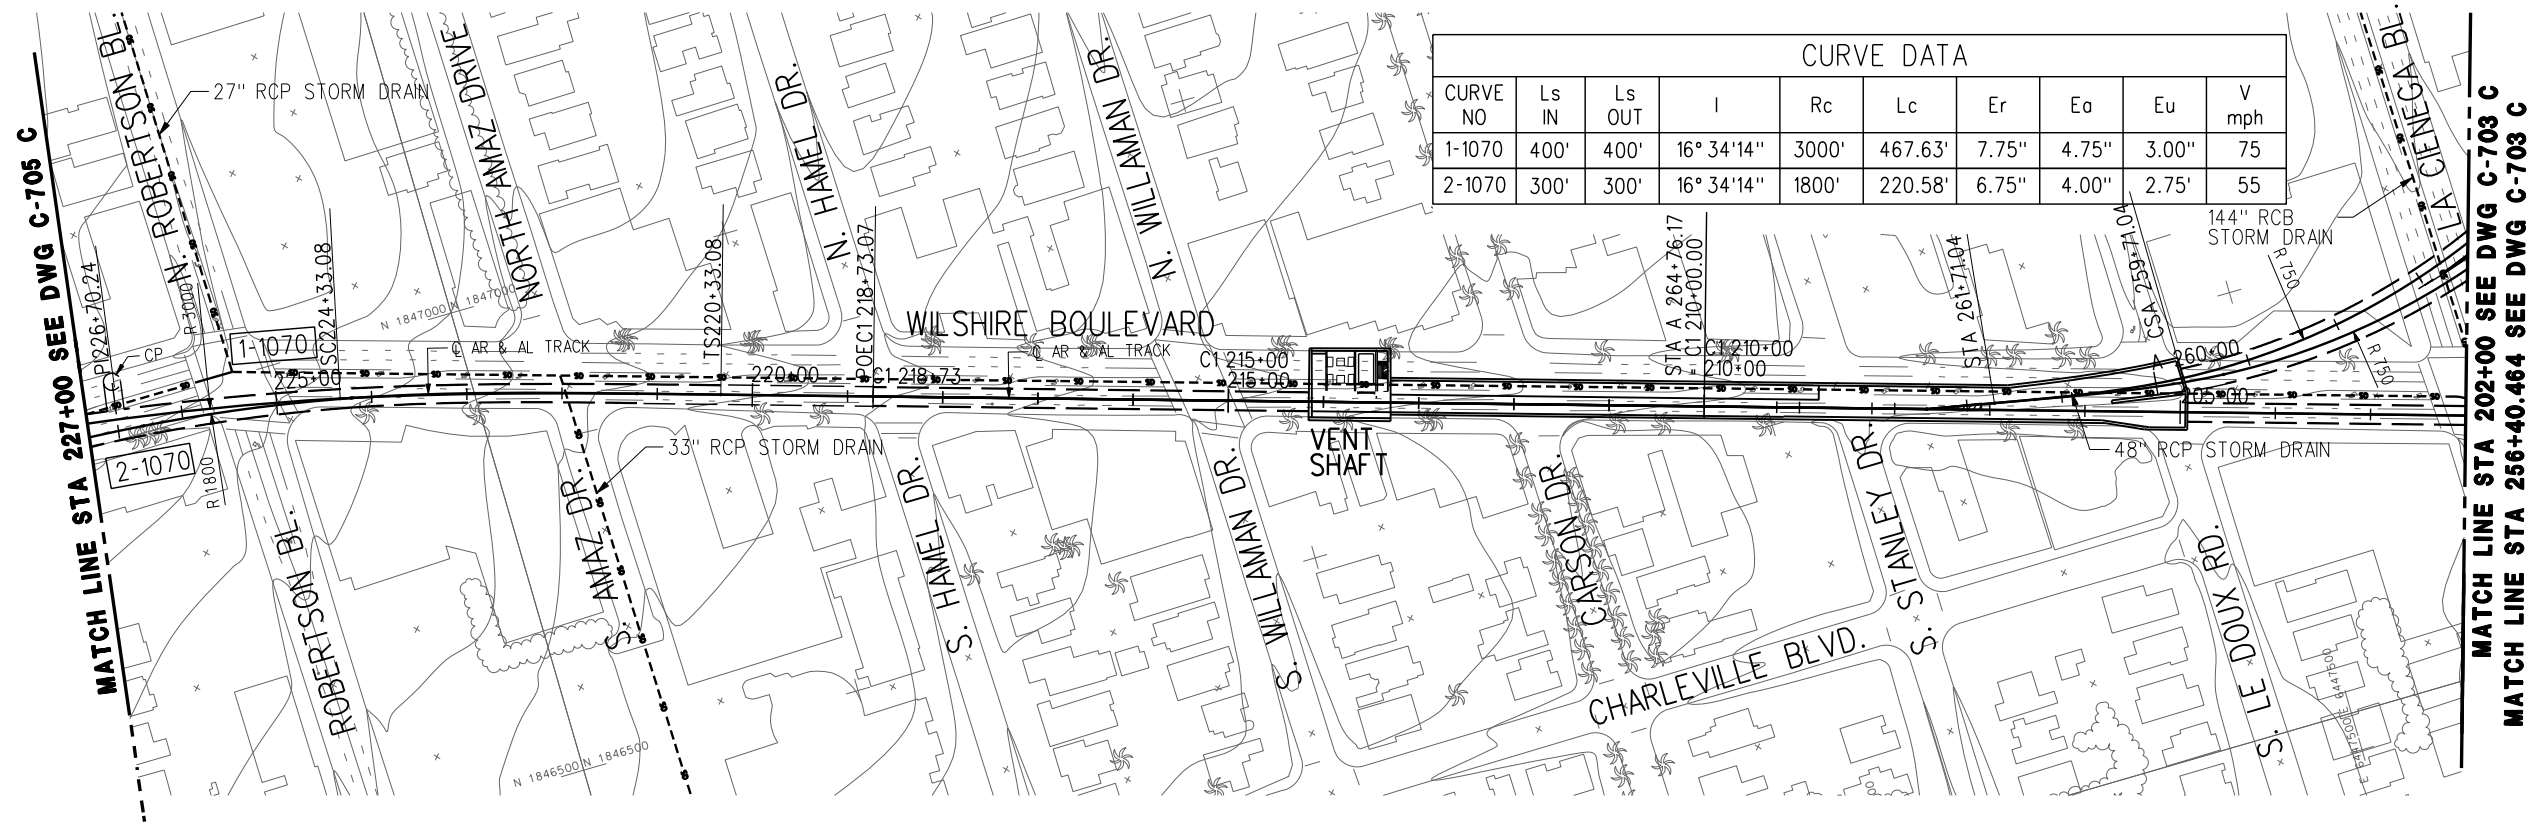 CURVE DATA
CURVE NO	Ls IN	Ls OUT	I	Rc	Lc	Er	Ea	Eu	V mph
1-1070	400'	400'	16° 34'14"	3000'	467.63'	7.75"	4.75"	3.00"	75
2-1070	300'	300'	16° 34'14"	1800'	220.58'	6.75"	4.00"	2.75'	55
MATCH LINE STA 227+00 SEE DWG C-705 C
N. ROBERTSON BL.
27" RCP STORM DRAIN
NORTH AMAZ DRIVE
N. HAMEL DR.
N. WILLAMAN DR.
LA CIENEGA BL.
144" RCB
STORM DRAIN
PI 226+70.24
CP
R 3000
1-1070
SC 224+33.08
N 1847000
N 1847000
TS 220+33.08
POEC1 218+73.07
WILSHIRE BOULEVARD
℄ AR & AL TRACK
℄ AR & AL TRACK
225+00
220+00
C1 218+73
C1 215+00
215+00
STA A 264+76.17
= C1 210+00.00
C1 210+00
= 210+00
STA 261+71.04
CSA 259+71.04
260+00
205+00
R 750
R 750
2-1070
R 1800
VENT
SHAFT
33" RCP STORM DRAIN
48" RCP STORM DRAIN
ROBERTSON BL.
S. AMAZ DR.
S. HAMEL DR.
S. WILLAMAN DR.
CARSON DR.
S. STANLEY DR.
S. LE DOUX RD.
CHARLEVILLE BLVD.
N 1846500
N 1846500
SD
MATCH LINE STA 202+00 SEE DWG C-703 C
MATCH LINE STA 256+40.464 SEE DWG C-703 C